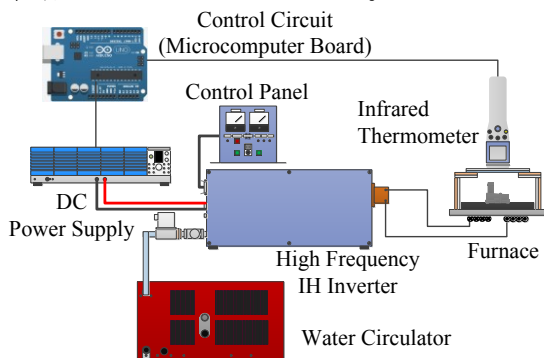 Control Circuit
(Microcomputer Board)
Control Panel
Infrared
Thermometer
DC
Power Supply
Furnace
High Frequency
IH Inverter
Water Circulator